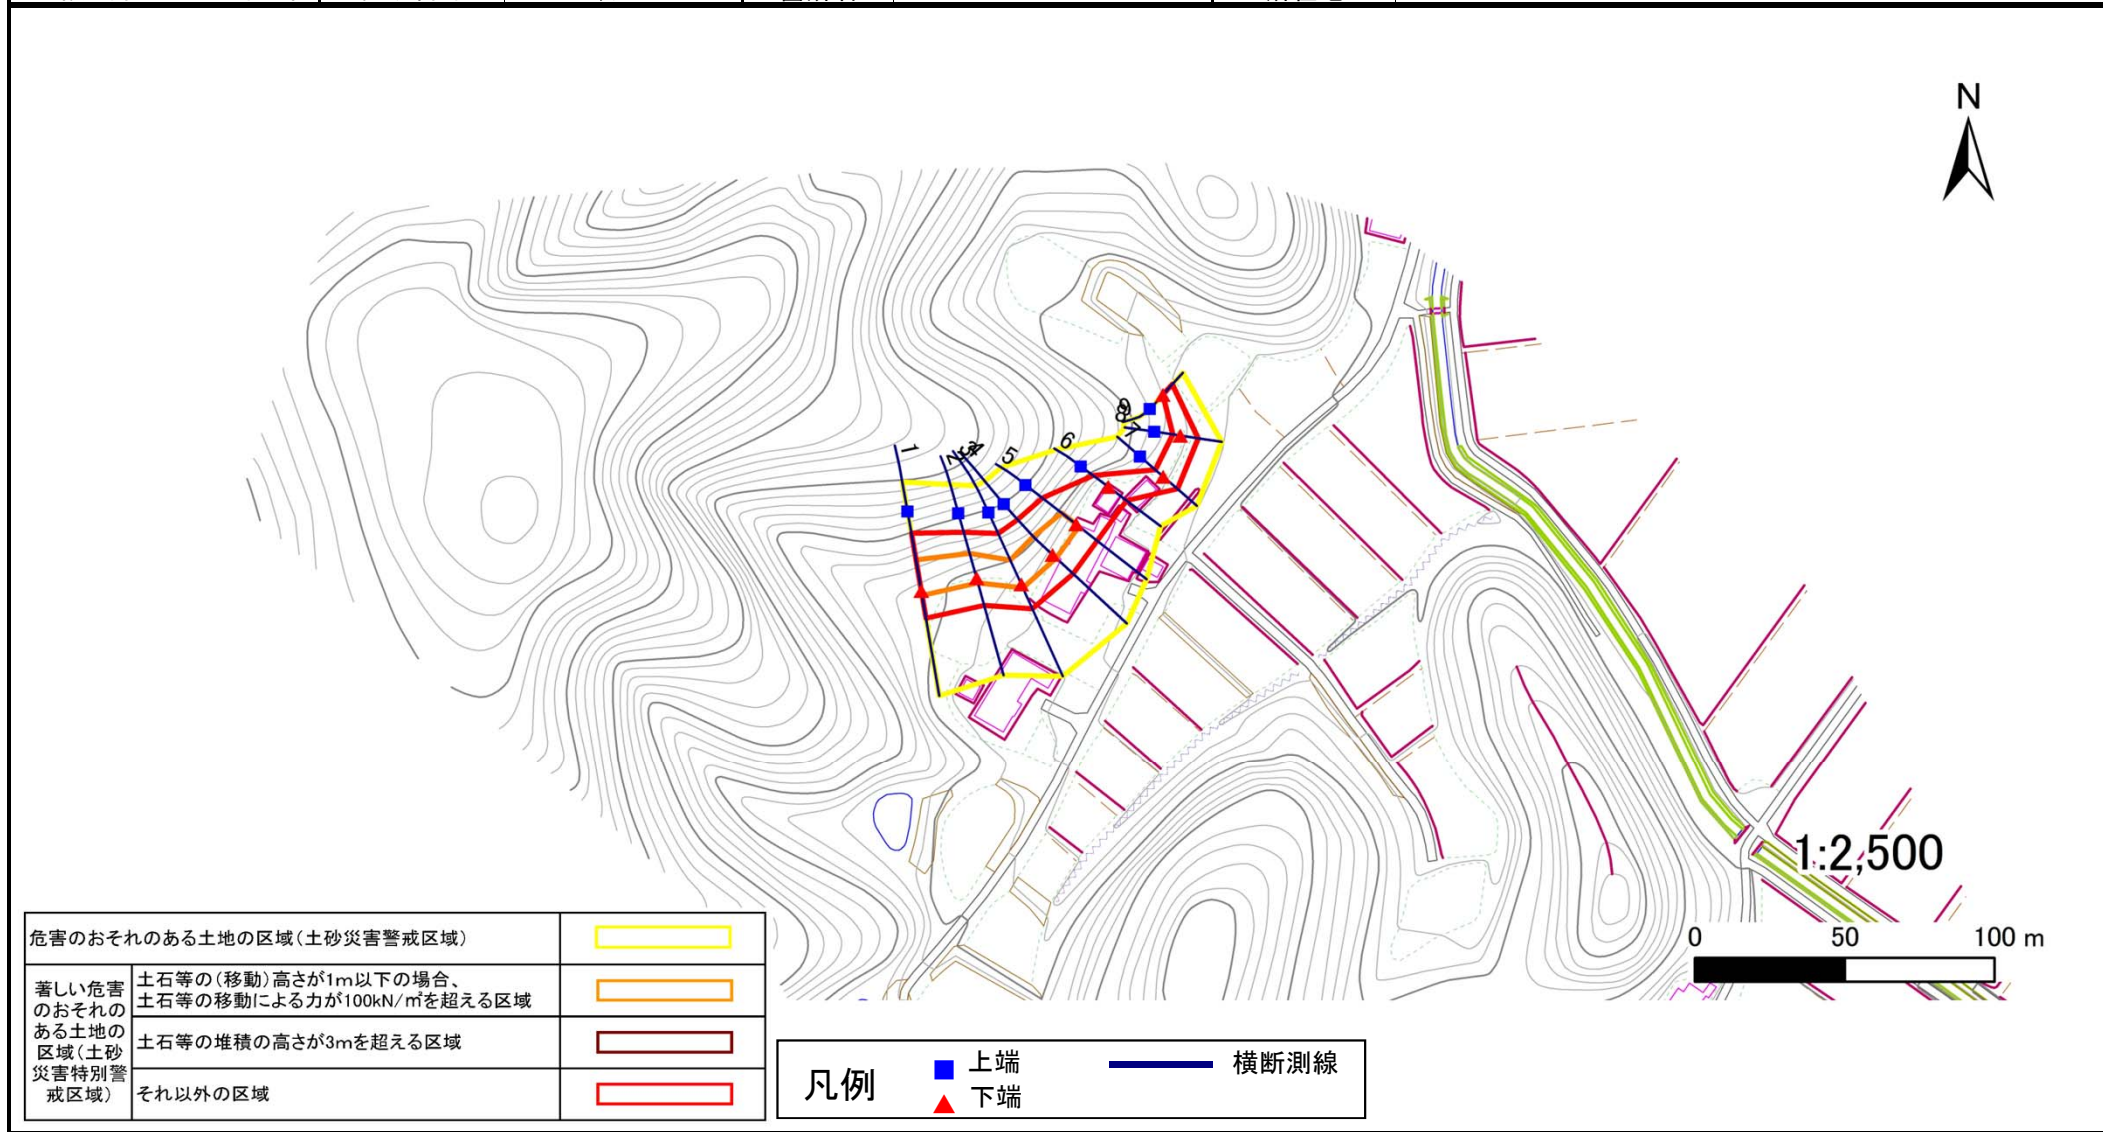 N
1
2
3
4
5
6
7
8
9
1:2,500
0 50 100 m
危害のおそれのある土地の区域(土砂災害警戒区域)
著しい危害
のおそれの
ある土地の
区域(土砂
災害特別警
戒区域)
土石等の(移動)高さが1m以下の場合、
土石等の移動による力が100kN/㎡を超える区域
土石等の堆積の高さが3mを超える区域
それ以外の区域
凡例
上端
下端
横断測線